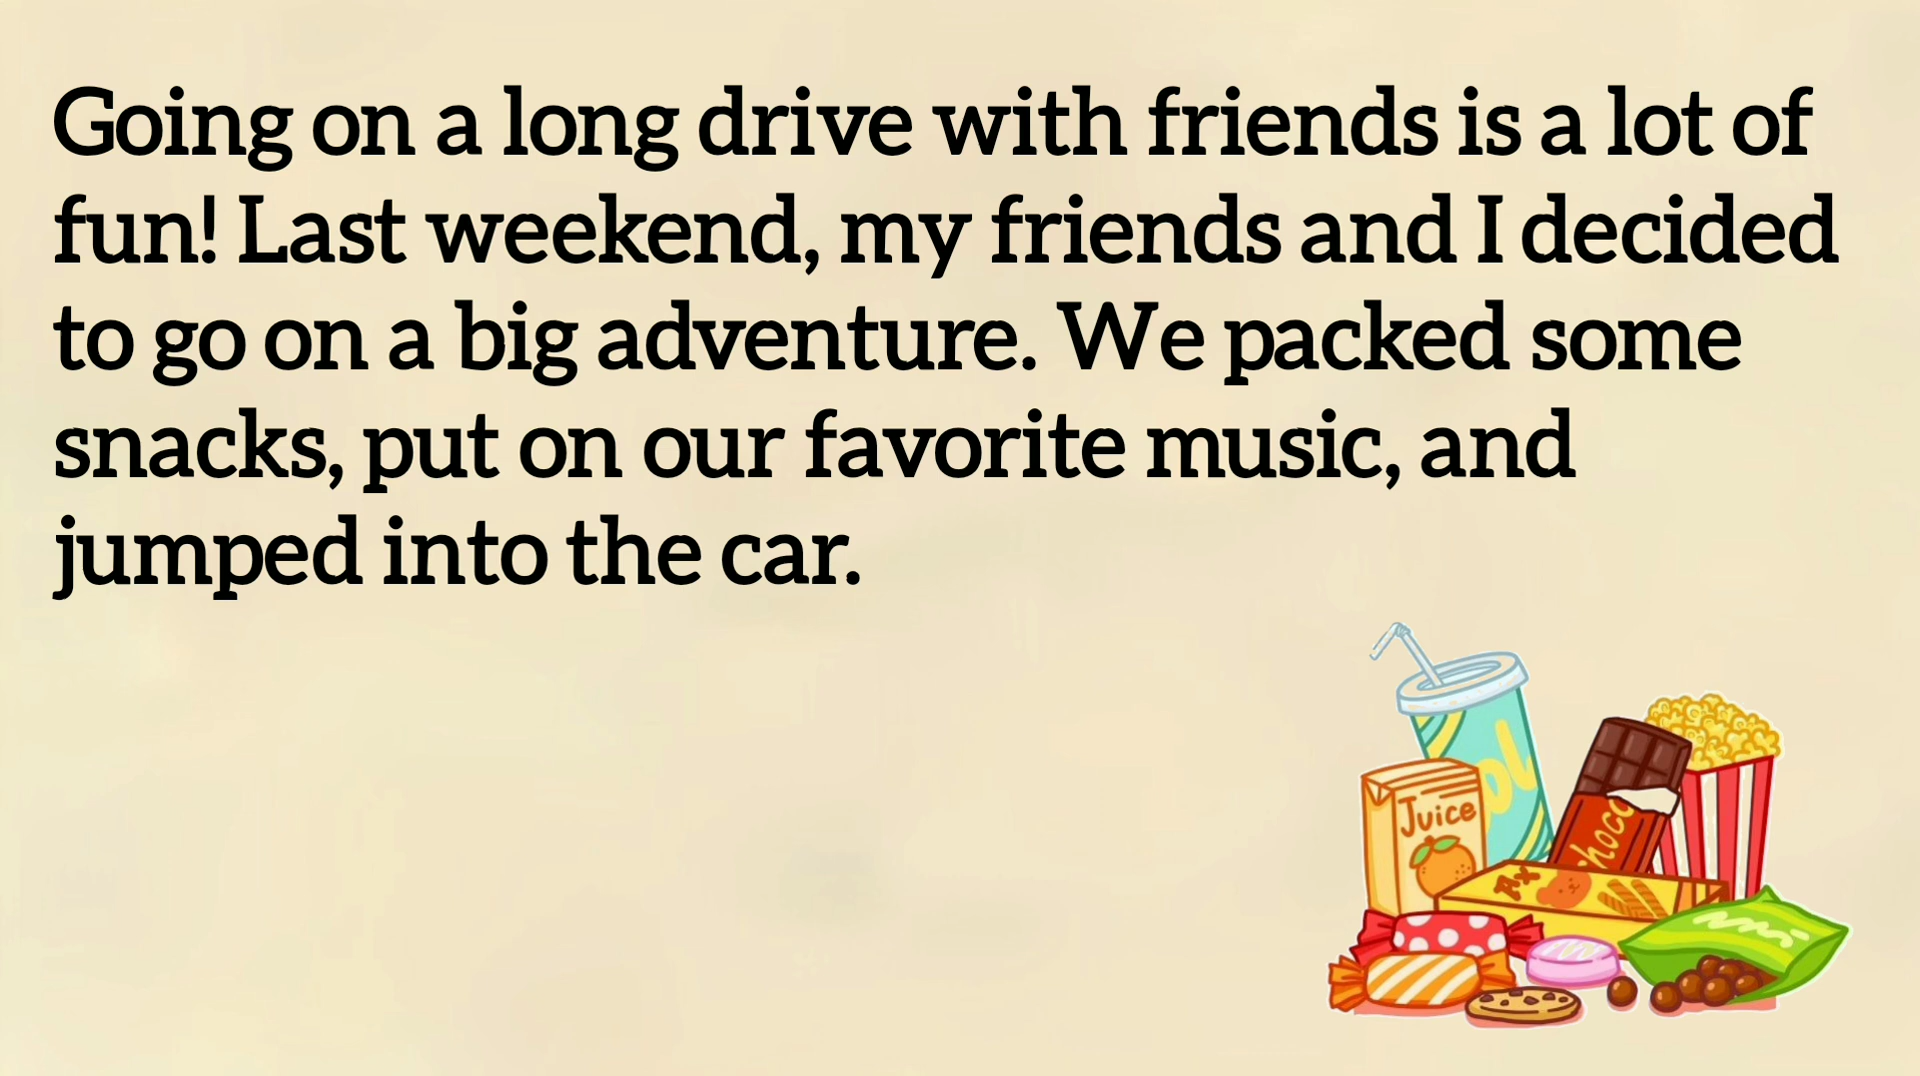 Going on a long drive with friends is a lot of
fun! Last weekend, my friends and I decided
to go on a big adventure. We packed some
snacks, put on our favorite music, and
jumped into the car.
Juice